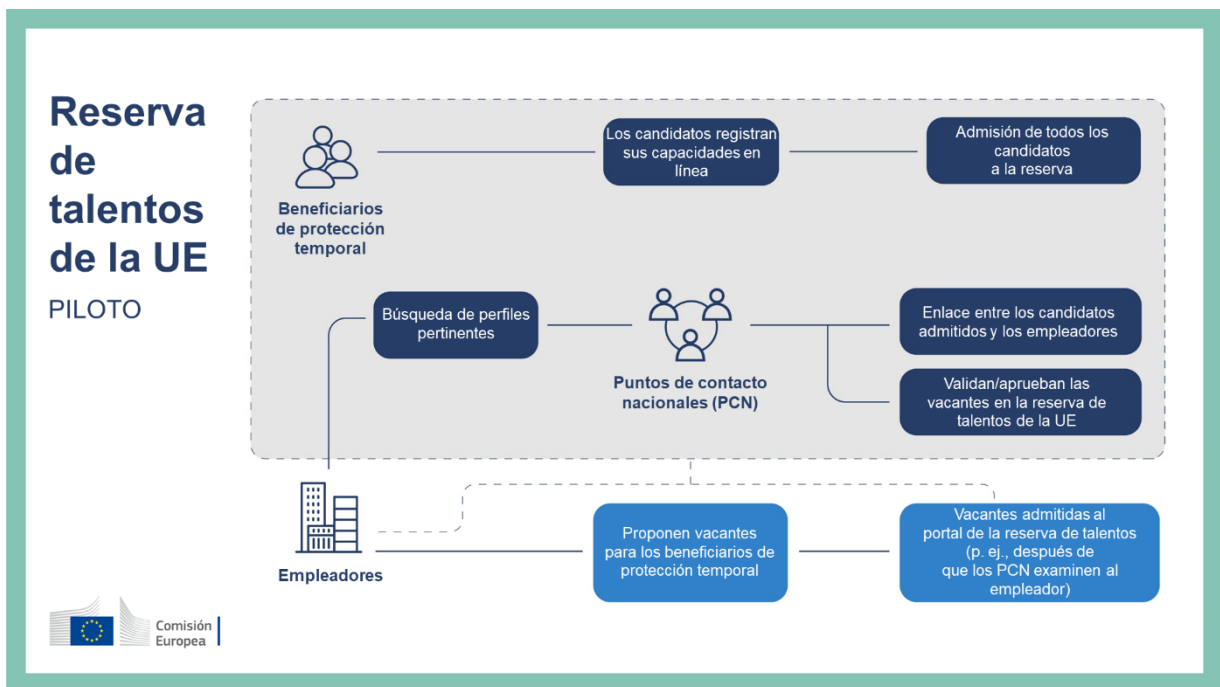 Reserva
de
talentos
de la UE
PILOTO
Beneficiarios
de protección
temporal
Los candidatos registran
sus capacidades en
línea
Admisión de todos los
candidatos
a la reserva
Búsqueda de perfiles
pertinentes
Puntos de contacto
nacionales (PCN)
Enlace entre los candidatos
admitidos y los empleadores
Validan/aprueban las
vacantes en la reserva de
talentos de la UE
Empleadores
Proponen vacantes
para los beneficiarios de
protección temporal
Vacantes admitidas al
portal de la reserva de talentos
(p. ej., después de
que los PCN examinen al
empleador)
Comisión
Europea